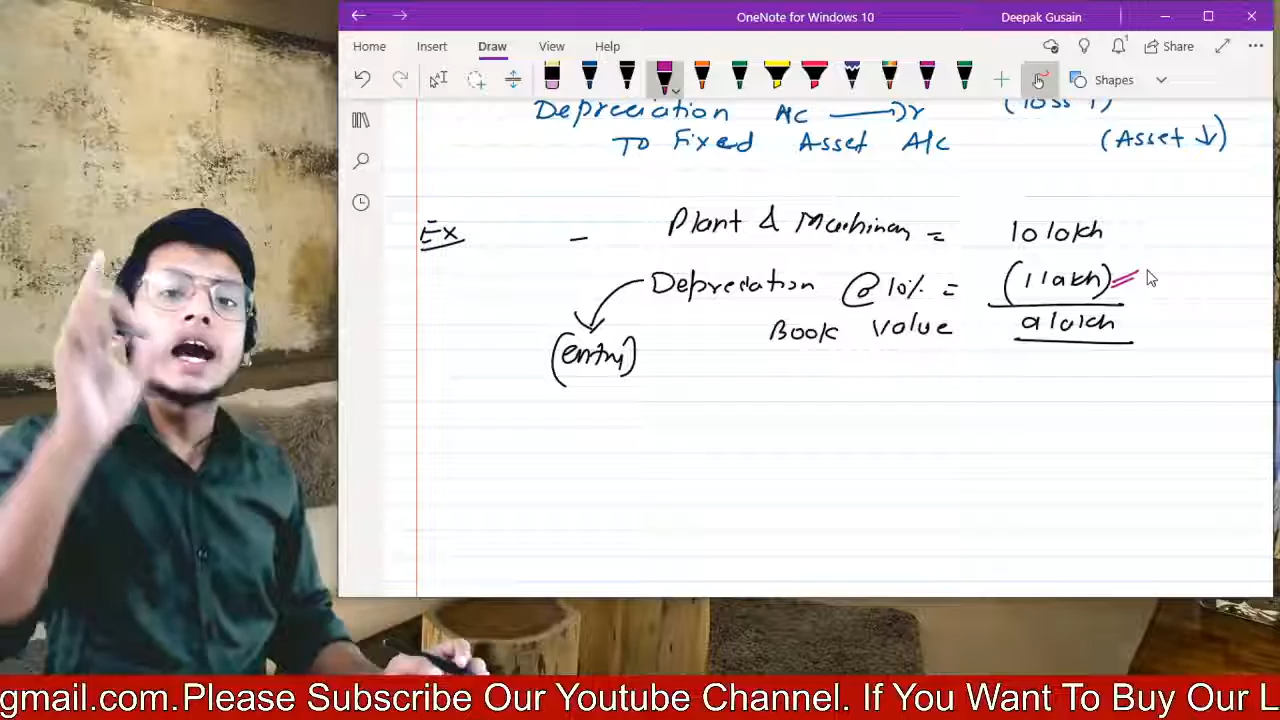 OneNote for Windows 10 Deepak Gusain
Home Insert Draw View Help Share
Shapes
Depreciation A/c Dr (loss ↑)
To Fixed Asset A/c (Asset ↓)
Ex - Plant & Machinery = 10 lakh
Depreciation @ 10% = (1 lakh)
Book Value 9 lakh
(entry)
gmail.com.Please Subscribe Our Youtube Channel. If You Want To Buy Our L